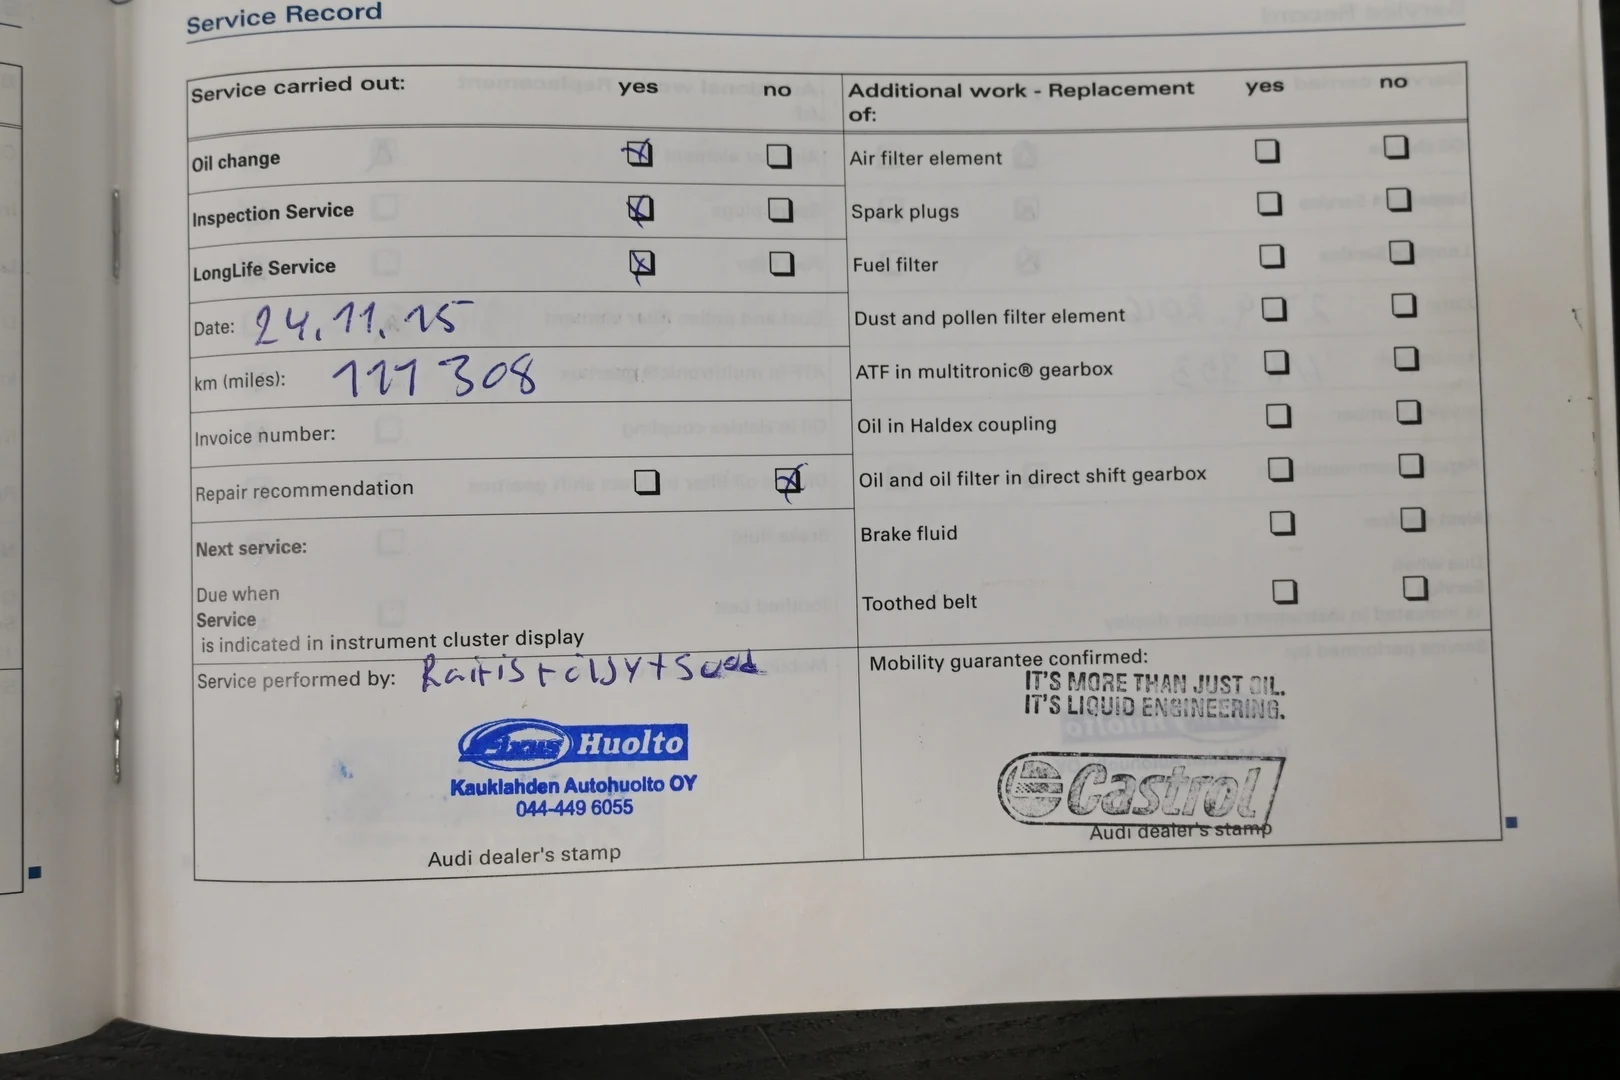 Service Record
Service carried out: yes no
Oil change
Inspection Service
LongLife Service
Date: 24.11.15
km (miles): 111 308
Invoice number:
Repair recommendation
Next service:
Due when
Service
is indicated in instrument cluster display
Service performed by:
Fixus Huolto
Kauklahden Autohuolto OY
044-449 6055
Audi dealer's stamp
Additional work - Replacement of: yes no
Air filter element
Spark plugs
Fuel filter
Dust and pollen filter element
ATF in multitronic® gearbox
Oil in Haldex coupling
Oil and oil filter in direct shift gearbox
Brake fluid
Toothed belt
Mobility guarantee confirmed:
IT'S MORE THAN JUST OIL.
IT'S LIQUID ENGINEERING.
Castrol
Audi dealer's stamp